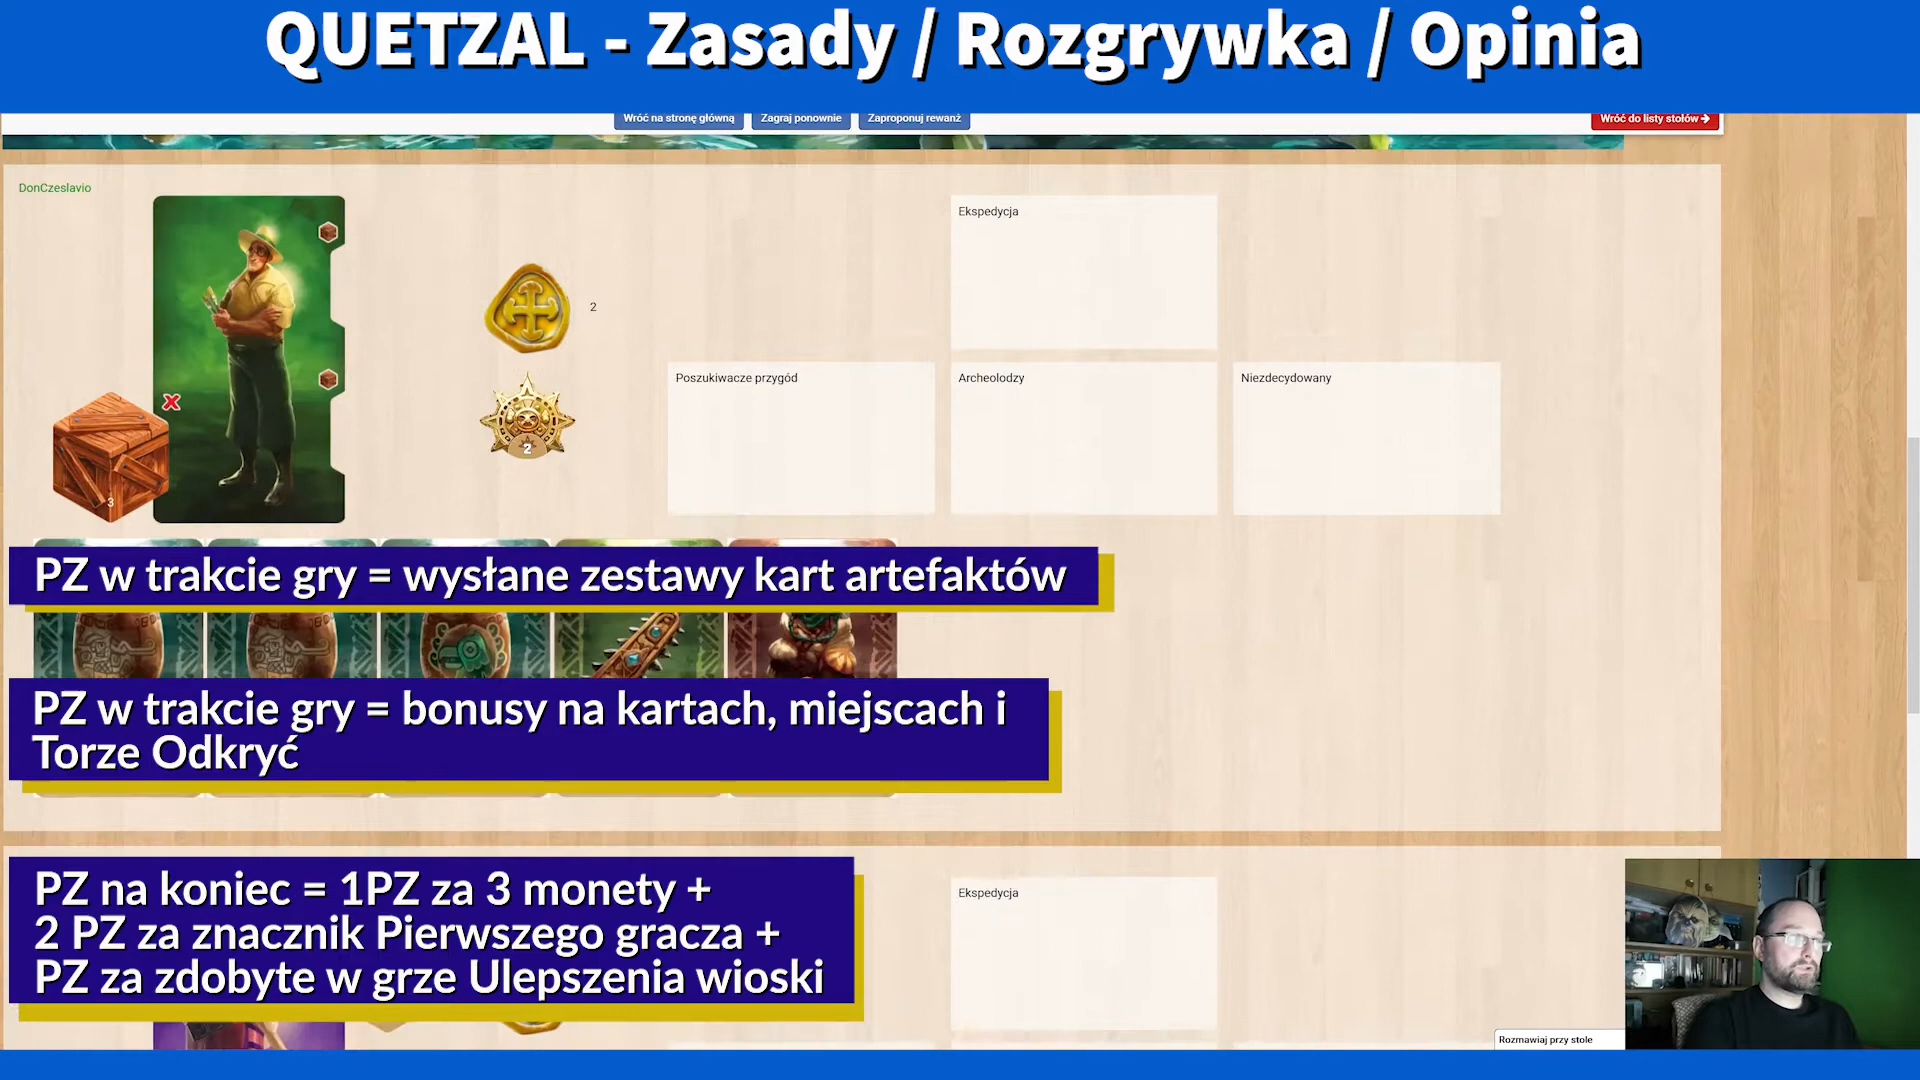 QUETZAL - Zasady / Rozgrywka / Opinia
Wróć na stronę główną
Zagraj ponownie
Zaproponuj rewanż
Wróć do listy stołów
DonCzeslavio
Ekspedycja
2
Poszukiwacze przygód
Archeolodzy
Niezdecydowany
2
3
PZ w trakcie gry = wysłane zestawy kart artefaktów
PZ w trakcie gry = bonusy na kartach, miejscach i
Torze Odkryć
PZ na koniec = 1PZ za 3 monety +
2 PZ za znacznik Pierwszego gracza +
PZ za zdobyte w grze Ulepszenia wioski
Ekspedycja
Rozmawiaj przy stole